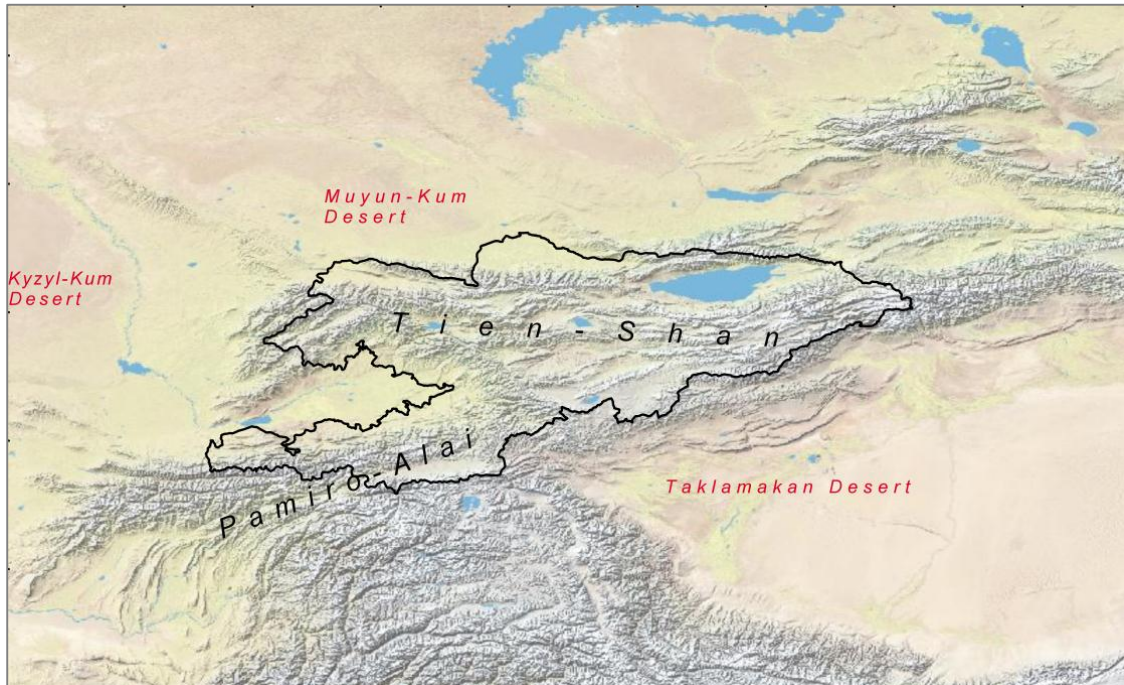 Muyun-Kum
Desert
Kyzyl-Kum
Desert
Tien-Shan
Pamiro-Alai
Taklamakan Desert